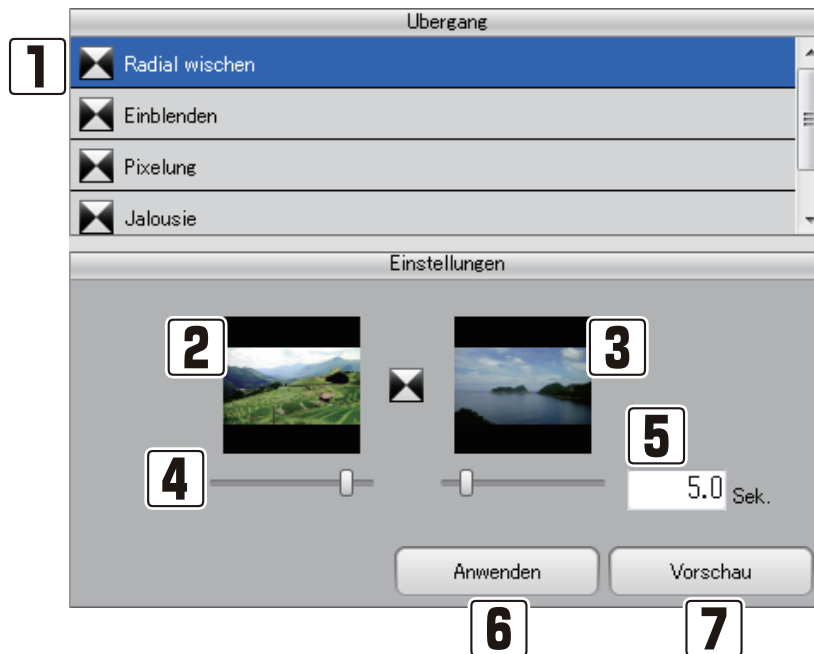 Ubergang
1
Radial wischen
Einblenden
Pixelung
Jalousie
Einstellungen
2
3
4
5
5.0 Sek.
Anwenden
Vorschau
6
7